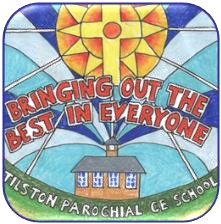 BRINGING OUT THE
BEST IN EVERYONE
TILSTON PAROCHIAL CE SCHOOL